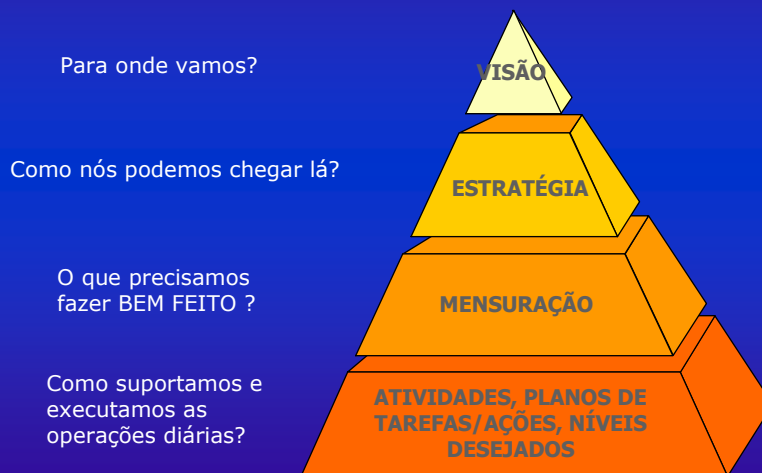 Para onde vamos?
VISÃO
Como nós podemos chegar lá?
ESTRATÉGIA
O que precisamos
fazer BEM FEITO ?
MENSURAÇÃO
Como suportamos e
executamos as
operações diárias?
ATIVIDADES, PLANOS DE
TAREFAS/AÇÕES, NÍVEIS
DESEJADOS